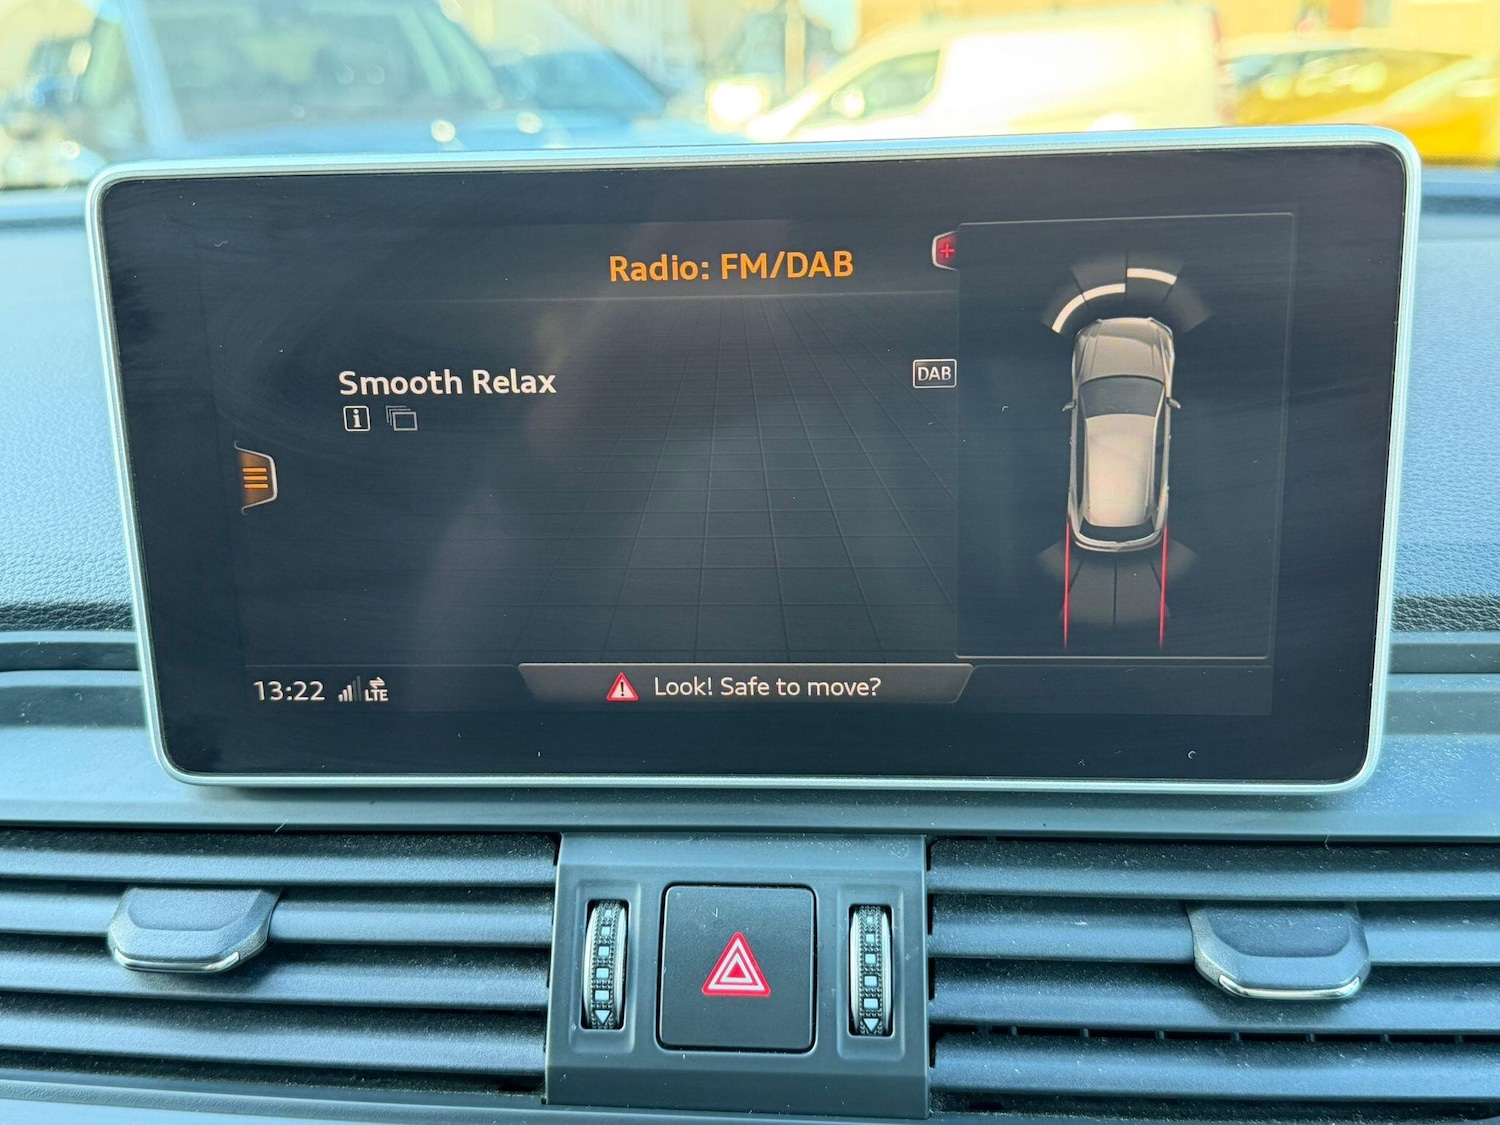 Radio: FM/DAB
Smooth Relax
DAB
i
13:22
LTE
Look! Safe to move?